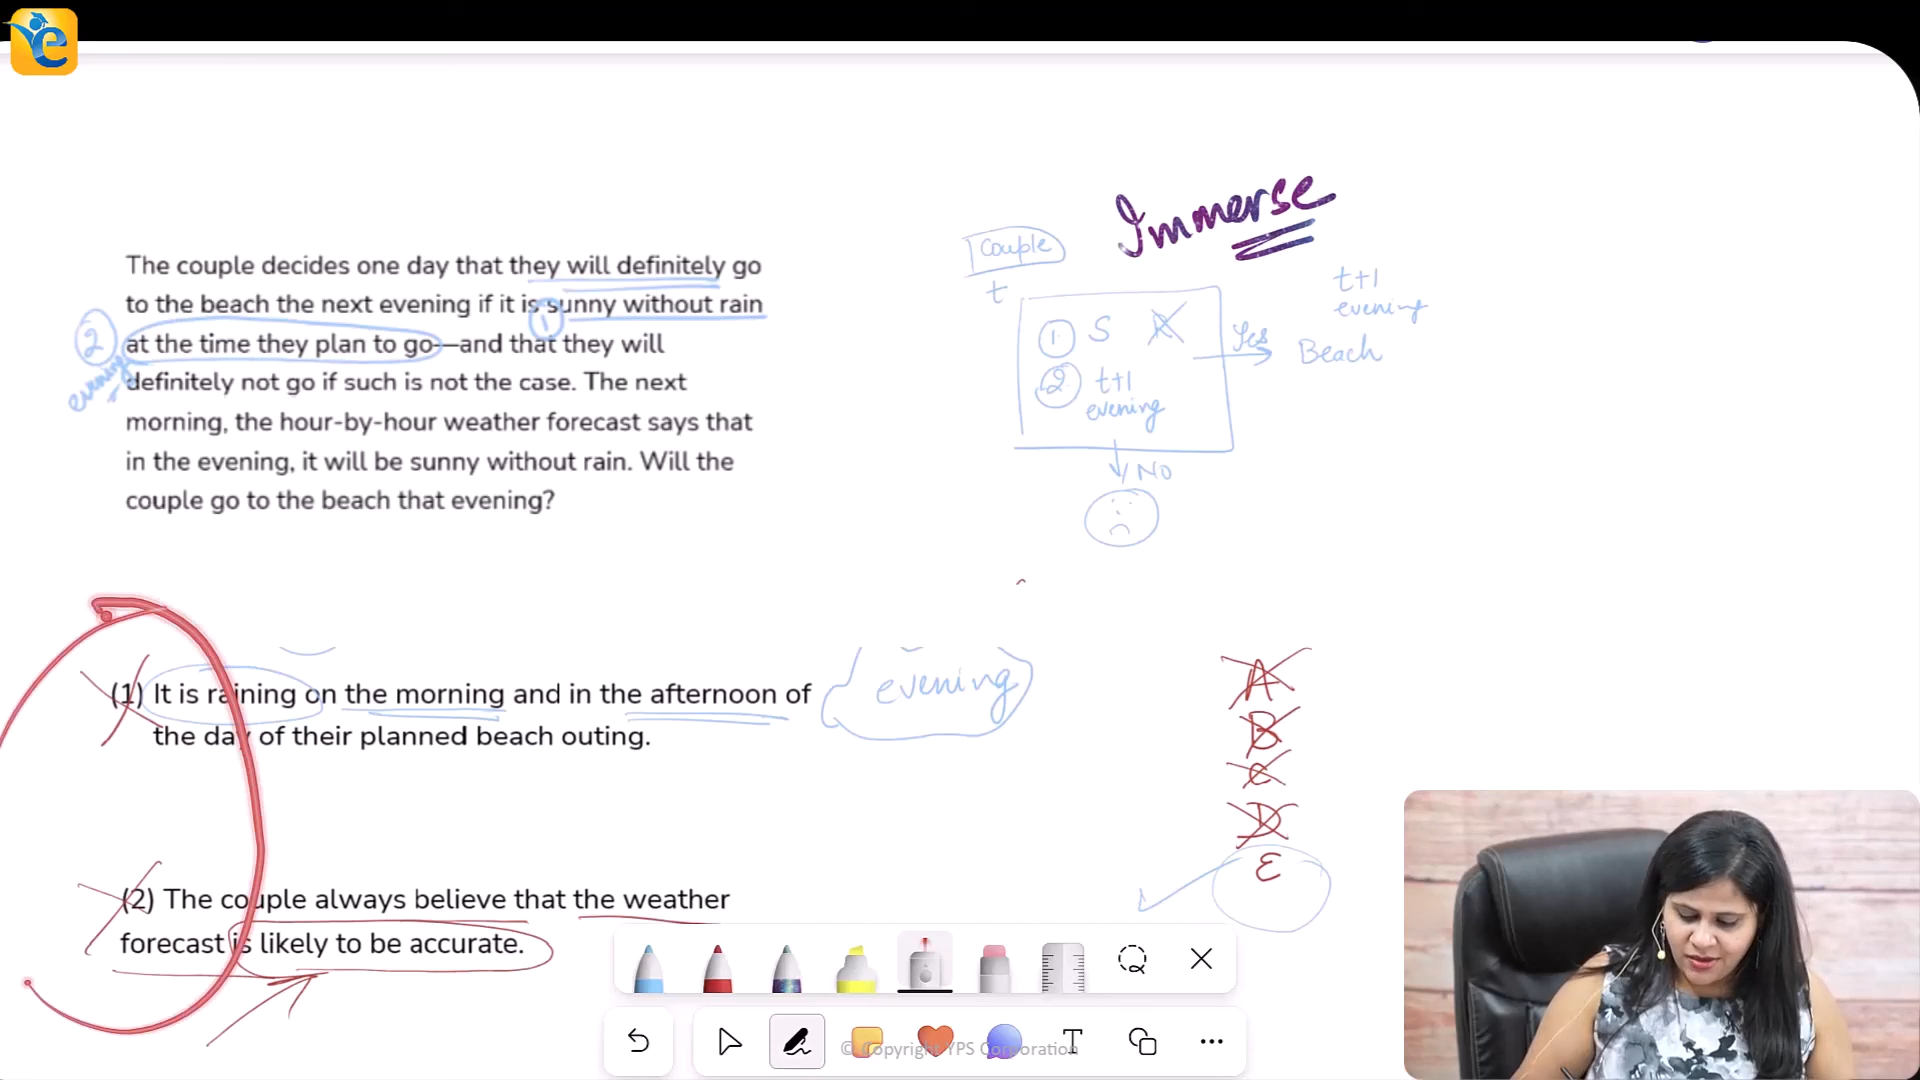 Immerse
couple
t
t+1
evening
The couple decides one day that they will definitely go
to the beach the next evening if it is sunny without rain
at the time they plan to go—and that they will
definitely not go if such is not the case. The next
morning, the hour-by-hour weather forecast says that
in the evening, it will be sunny without rain. Will the
couple go to the beach that evening?
1
2
evening
1 S R
2 t+1
evening
Yes
Beach
NO
(1) It is raining on the morning and in the afternoon of
the day of their planned beach outing.
evening
(2) The couple always believe that the weather
forecast is likely to be accurate.
A
B
C
D
E
T
© Copyright YPS Corporation